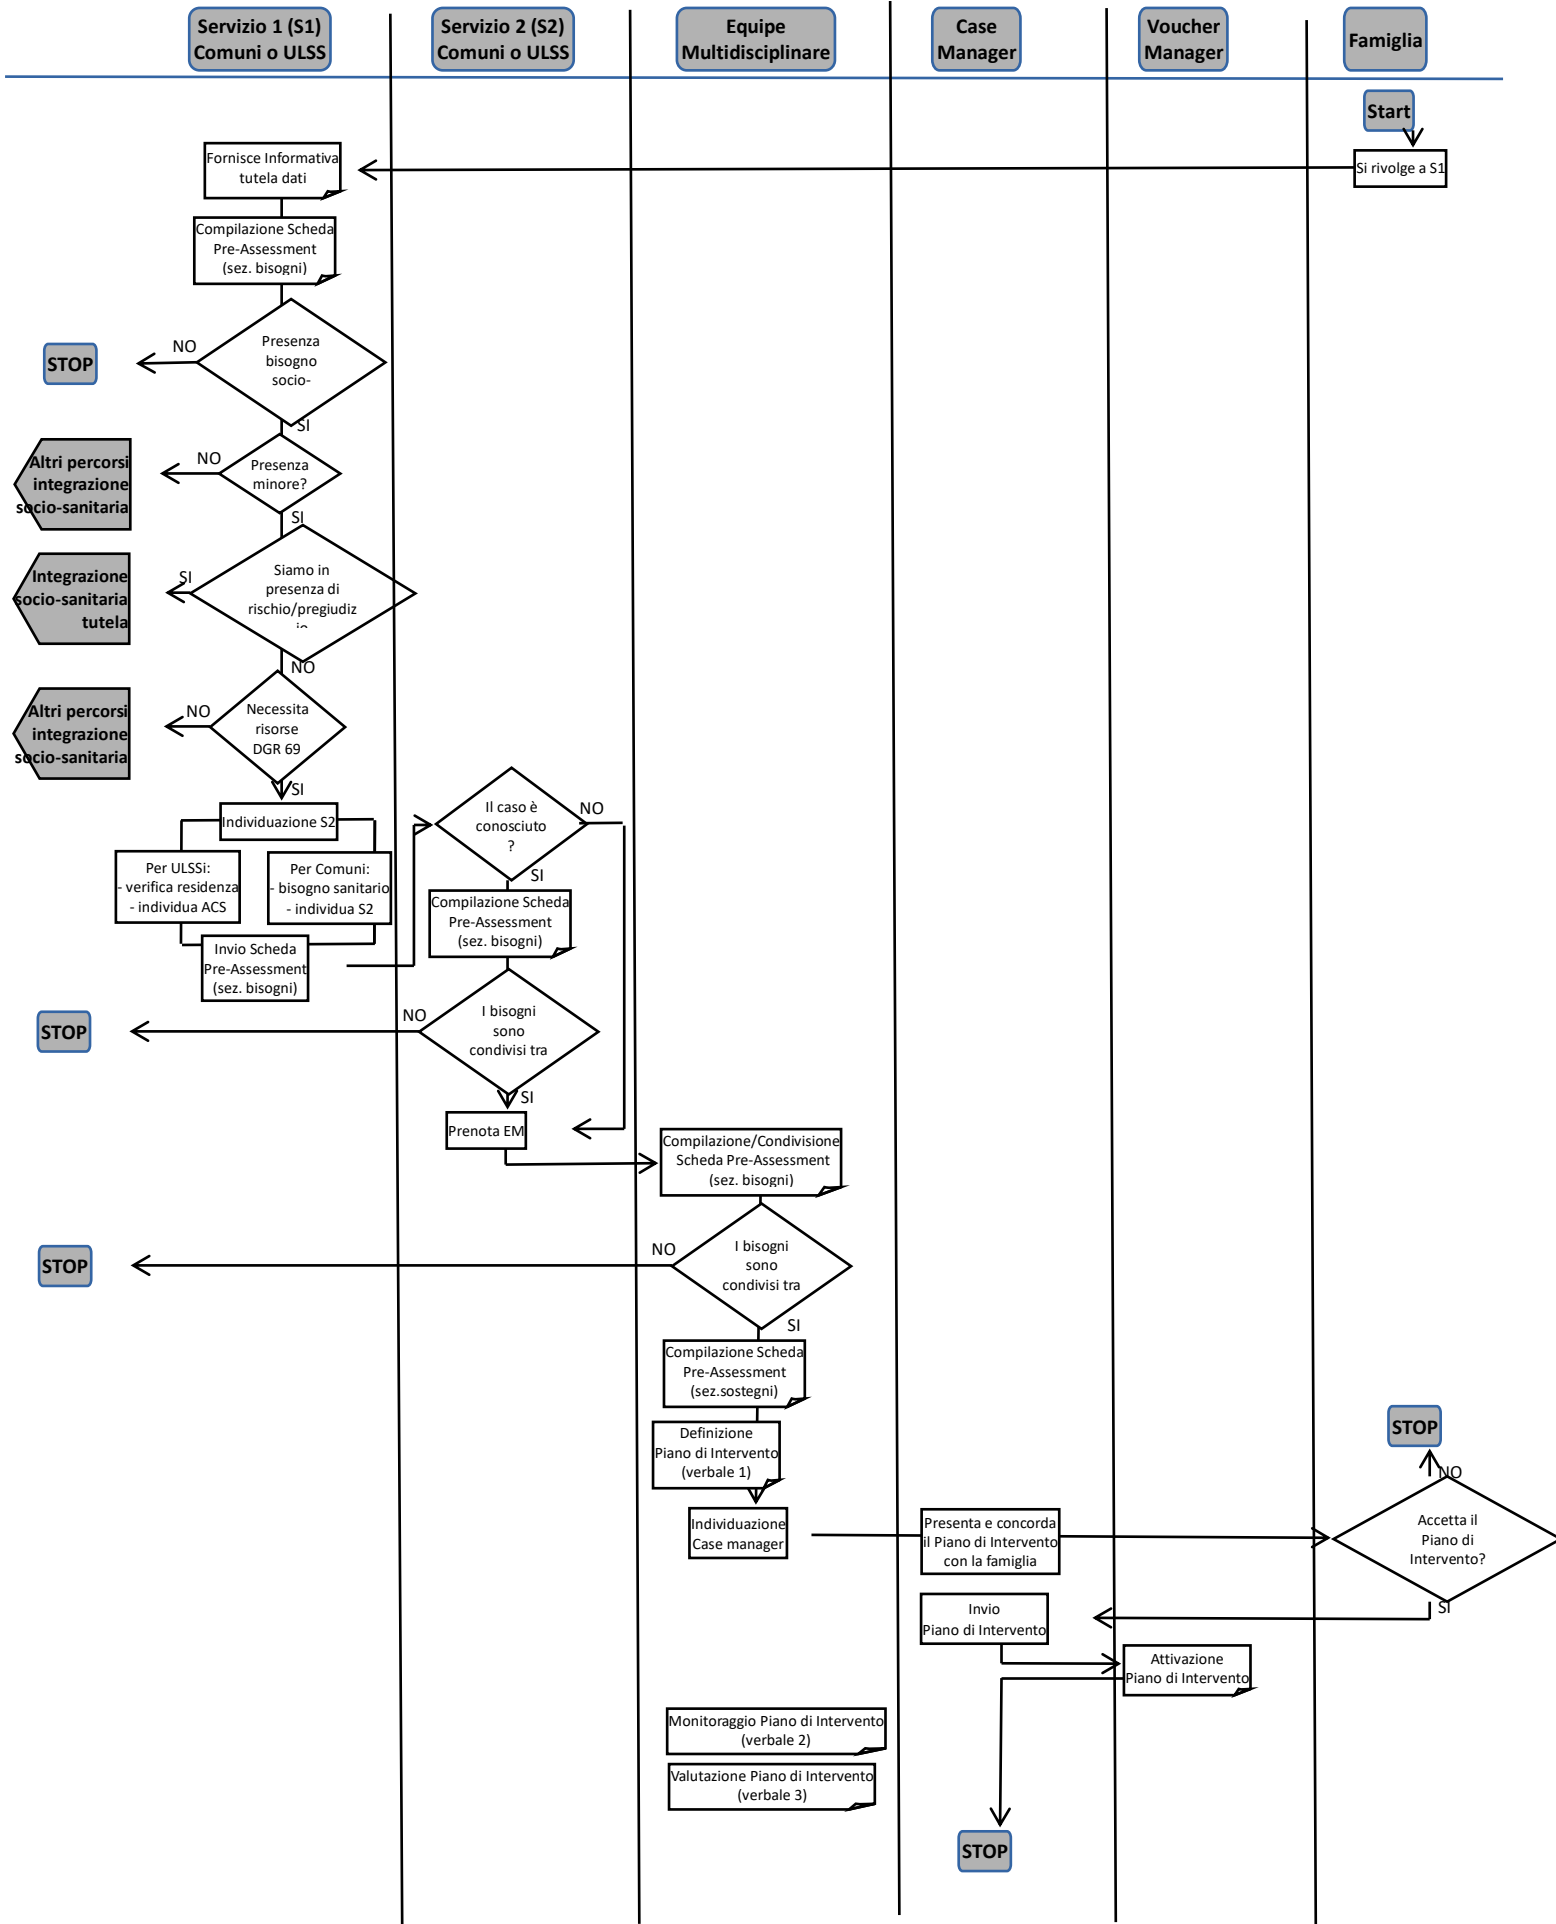 Servizio 1 (S1)
Comuni o ULSS
Servizio 2 (S2)
Comuni o ULSS
Equipe
Multidisciplinare
Case
Manager
Voucher
Manager
Famiglia
Start
Fornisce Informativa
tutela dati
Si rivolge a S1
Compilazione Scheda
Pre-Assessment
(sez. bisogni)
Presenza
bisogno
socio-
NO
STOP
SI
Presenza
minore?
NO
Altri percorsi
integrazione
socio-sanitaria
SI
Siamo in
presenza di
rischio/pregiudiz
io
SI
Integrazione
socio-sanitaria
tutela
NO
Necessita
risorse
DGR 69
NO
Altri percorsi
integrazione
socio-sanitaria
SI
Individuazione S2
Per ULSSi:
- verifica residenza
- individua ACS
Per Comuni:
- bisogno sanitario
- individua S2
Invio Scheda
Pre-Assessment
(sez. bisogni)
Il caso è
conosciuto
?
NO
SI
Compilazione Scheda
Pre-Assessment
(sez. bisogni)
I bisogni
sono
condivisi tra
NO
STOP
SI
Prenota EM
Compilazione/Condivisione
Scheda Pre-Assessment
(sez. bisogni)
I bisogni
sono
condivisi tra
NO
STOP
SI
Compilazione Scheda
Pre-Assessment
(sez.sostegni)
Definizione
Piano di Intervento
(verbale 1)
Individuazione
Case manager
Presenta e concorda
il Piano di Intervento
con la famiglia
STOP
NO
Accetta il
Piano di
Intervento?
SI
Invio
Piano di Intervento
Attivazione
Piano di Intervento
Monitoraggio Piano di Intervento
(verbale 2)
Valutazione Piano di Intervento
(verbale 3)
STOP